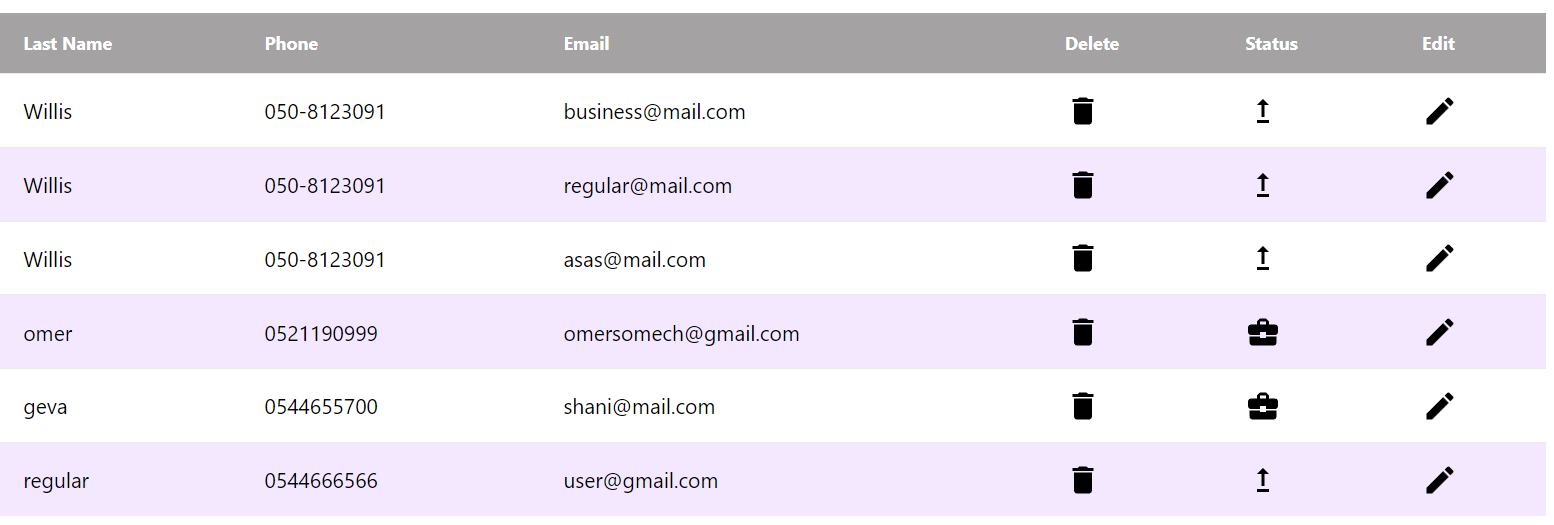 Last Name Phone Email Delete Status Edit
Willis 050-8123091 business@mail.com
Willis 050-8123091 regular@mail.com
Willis 050-8123091 asas@mail.com
omer 0521190999 omersomech@gmail.com
geva 0544655700 shani@mail.com
regular 0544666566 user@gmail.com